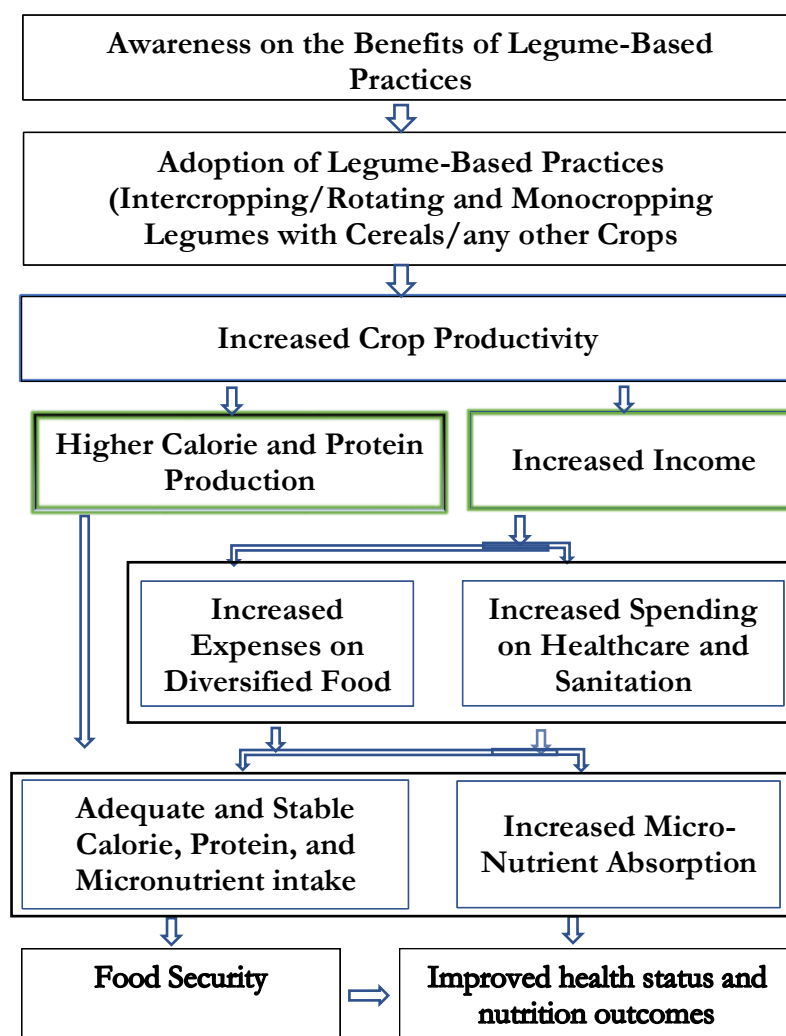 Awareness on the Benefits of Legume-Based
Practices
Adoption of Legume-Based Practices
(Intercropping/Rotating and Monocropping
Legumes with Cereals/any other Crops
Increased Crop Productivity
Higher Calorie and Protein
Production
Increased Income
Increased
Expenses on
Diversified Food
Increased Spending
on Healthcare and
Sanitation
Adequate and Stable
Calorie, Protein, and
Micronutrient intake
Increased Micro-
Nutrient Absorption
Food Security
Improved health status and
nutrition outcomes